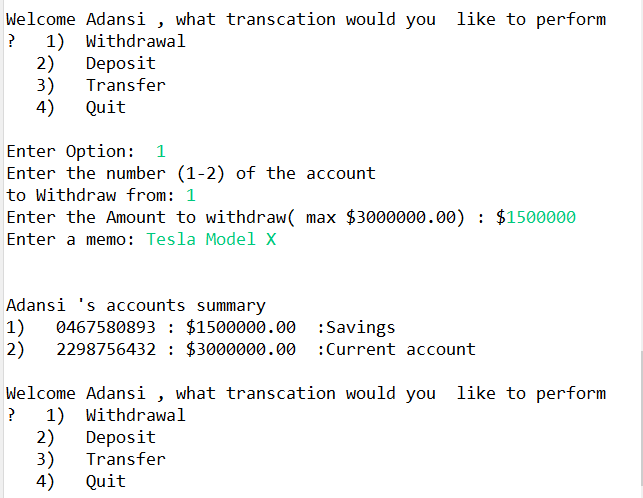 Welcome Adansi , what transcation would you  like to perform
?   1)  Withdrawal
   2)   Deposit
   3)   Transfer
   4)   Quit
Enter Option:  1
Enter the number (1-2) of the account
to Withdraw from: 1
Enter the Amount to withdraw( max $3000000.00) : $1500000
Enter a memo: Tesla Model X
Adansi 's accounts summary
1)   0467580893 : $1500000.00  :Savings
2)   2298756432 : $3000000.00  :Current account
Welcome Adansi , what transcation would you  like to perform
?   1)  Withdrawal
   2)   Deposit
   3)   Transfer
   4)   Quit